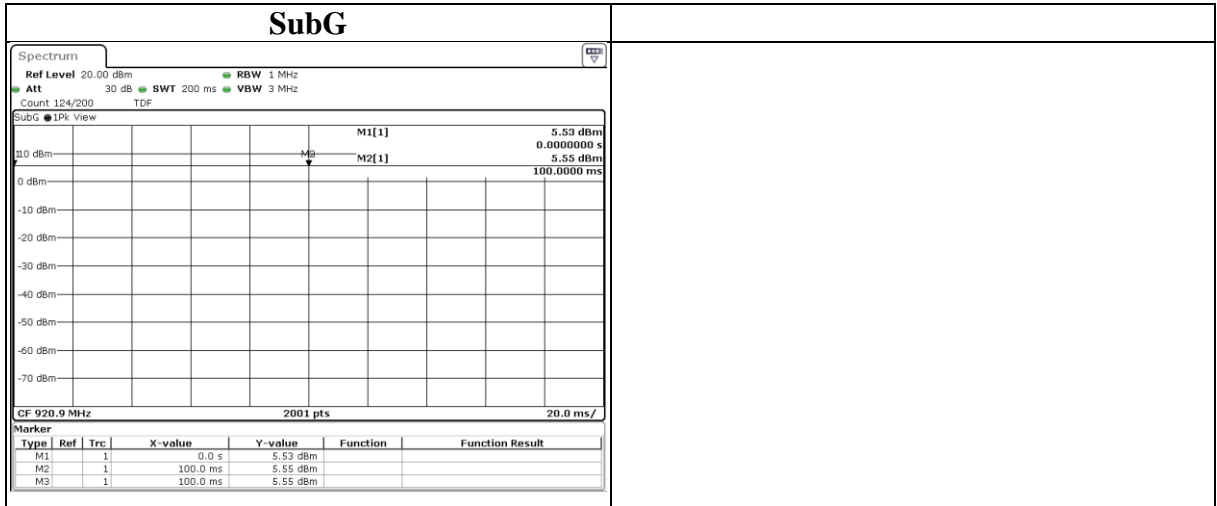 SubG
Spectrum
Ref Level 20.00 dBm RBW 1 MHz
Att 30 dB SWT 200 ms VBW 3 MHz
Count 124/200 TDF
SubG 1Pk View
M1[1] 5.53 dBm
0.0000000 s
10 dBm M3 M2[1] 5.55 dBm
100.0000 ms
0 dBm
-10 dBm
-20 dBm
-30 dBm
-40 dBm
-50 dBm
-60 dBm
-70 dBm
CF 920.9 MHz 2001 pts 20.0 ms/
Marker
Type Ref Trc X-value Y-value Function Function Result
M1 1 0.0 s 5.53 dBm
M2 1 100.0 ms 5.55 dBm
M3 1 100.0 ms 5.55 dBm